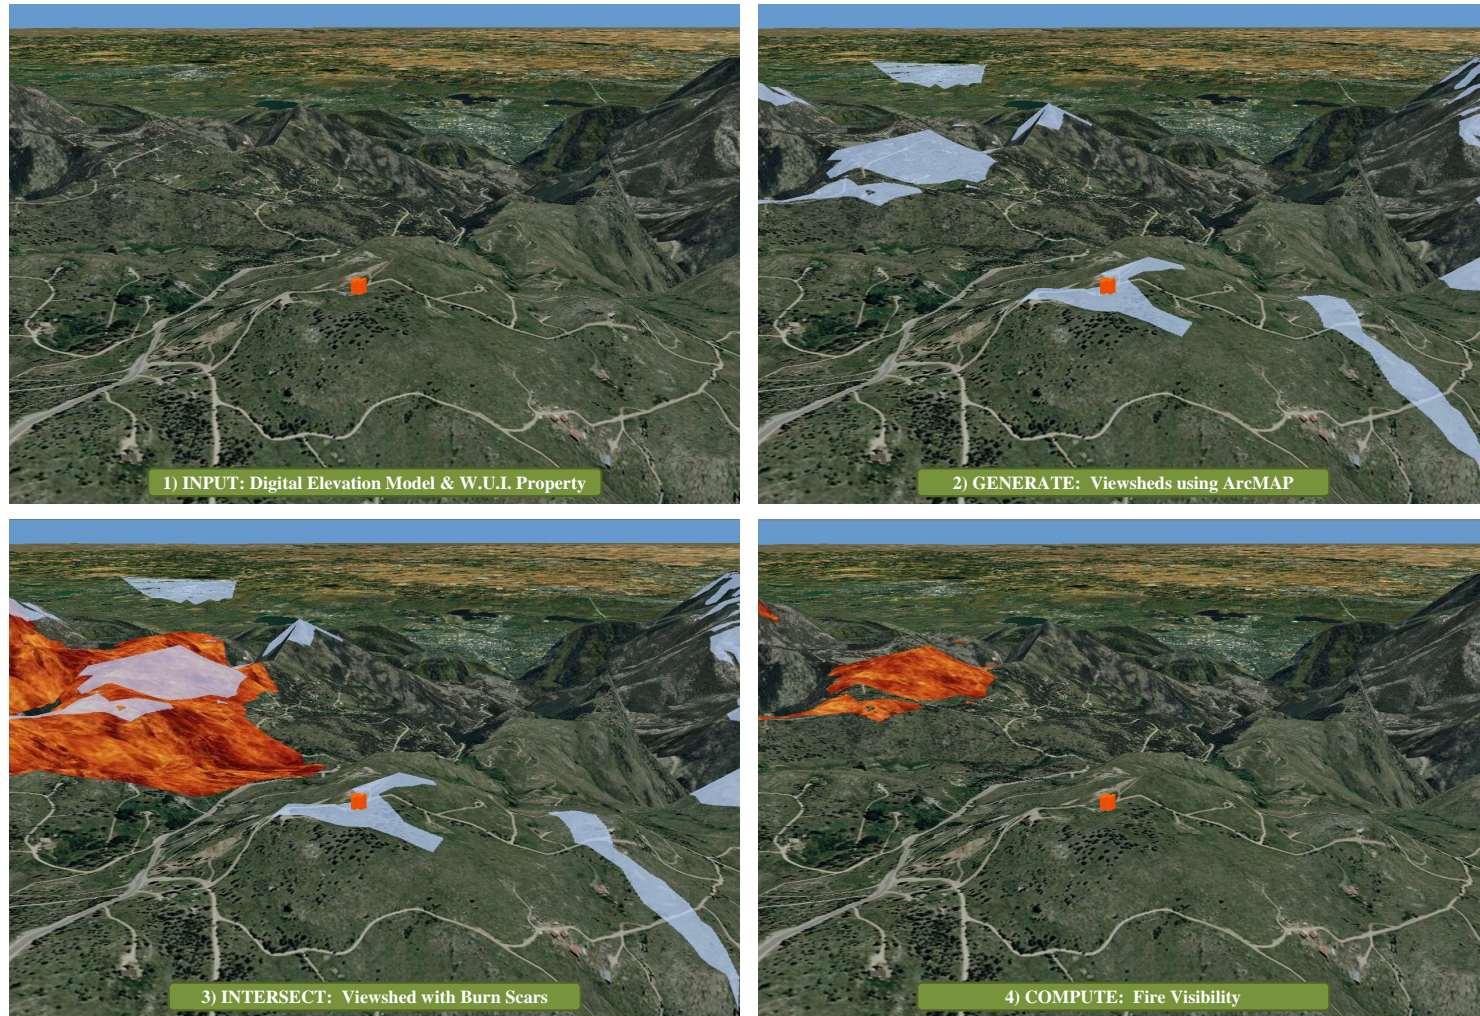 1) INPUT: Digital Elevation Model & W.U.I. Property
2) GENERATE: Viewsheds using ArcMAP
3) INTERSECT: Viewshed with Burn Scars
4) COMPUTE: Fire Visibility